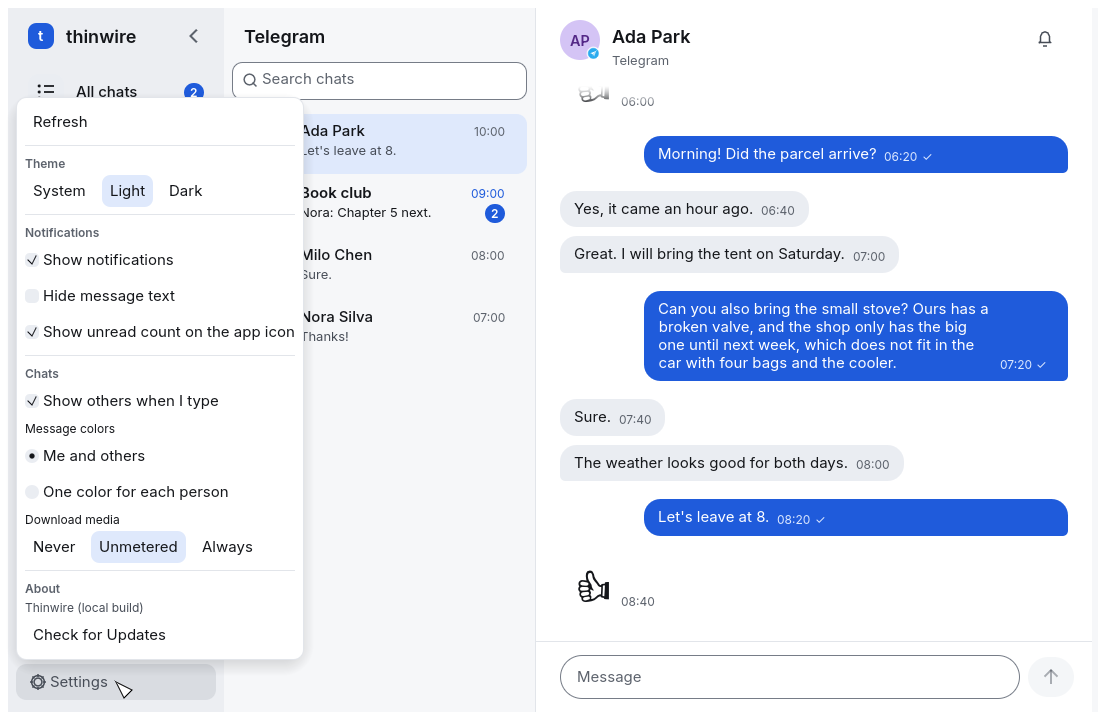 t
thinwire
All chats
2
Refresh
Theme
System
Light
Dark
Notifications
Show notifications
Hide message text
Show unread count on the app icon
Chats
Show others when I type
Message colors
Me and others
One color for each person
Download media
Never
Unmetered
Always
About
Thinwire (local build)
Check for Updates
Settings
Telegram
Search chats
Ada Park
10:00
Let's leave at 8.
Book club
09:00
Nora: Chapter 5 next.
2
Milo Chen
08:00
Sure.
Nora Silva
07:00
Thanks!
AP
Ada Park
Telegram
06:00
Morning! Did the parcel arrive? 06:20
Yes, it came an hour ago. 06:40
Great. I will bring the tent on Saturday. 07:00
Can you also bring the small stove? Ours has a
broken valve, and the shop only has the big
one until next week, which does not fit in the
car with four bags and the cooler. 07:20
Sure. 07:40
The weather looks good for both days. 08:00
Let's leave at 8. 08:20
08:40
Message